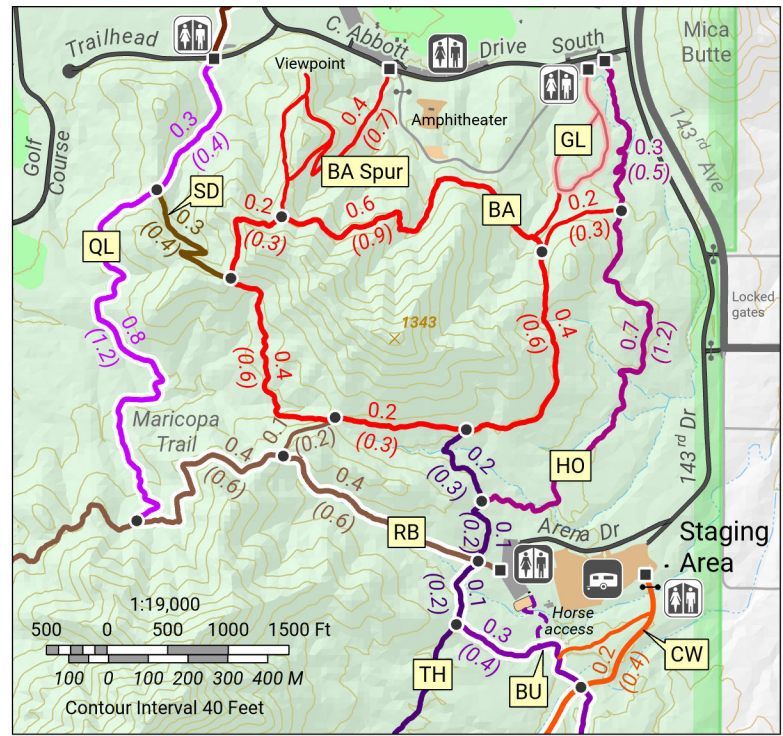 Trailhead
C. Abbott
Drive
South
Mica
Butte
Viewpoint
0.4
(0.7)
Amphitheater
GL
143rd Ave
Golf
Course
0.3
(0.4)
BA Spur
0.3
(0.5)
SD
0.3
(0.4)
0.2
(0.3)
0.6
(0.9)
BA
0.2
(0.3)
QL
0.8
(1.2)
1343
0.4
(0.6)
0.4
(0.6)
0.7
(1.2)
Locked
gates
Maricopa
Trail
0.1
(0.2)
0.2
(0.3)
0.4
(0.6)
0.4
(0.6)
0.2
(0.3)
HO
143rd Dr
RB
0.1
(0.2)
Arena Dr
Staging
Area
0.1
(0.2)
Horse
access
0.3
(0.4)
TH
BU
0.2
(0.4)
CW
1:19,000
500 0 500 1000 1500 Ft
100 0 100 200 300 400 M
Contour Interval 40 Feet